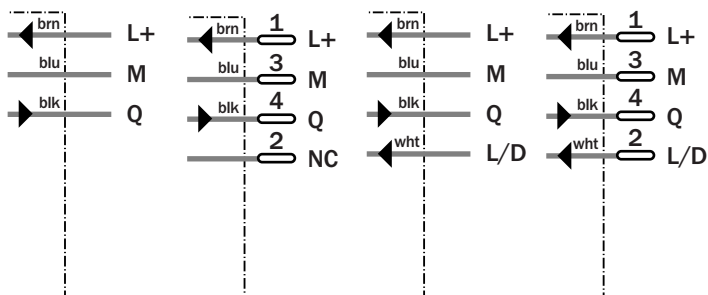 brn L+
blu M
blk Q
brn 1 L+
blu 3 M
blk 4 Q
2 NC
brn L+
blu M
blk Q
wht L/D
brn 1 L+
blu 3 M
blk 4 Q
wht 2 L/D